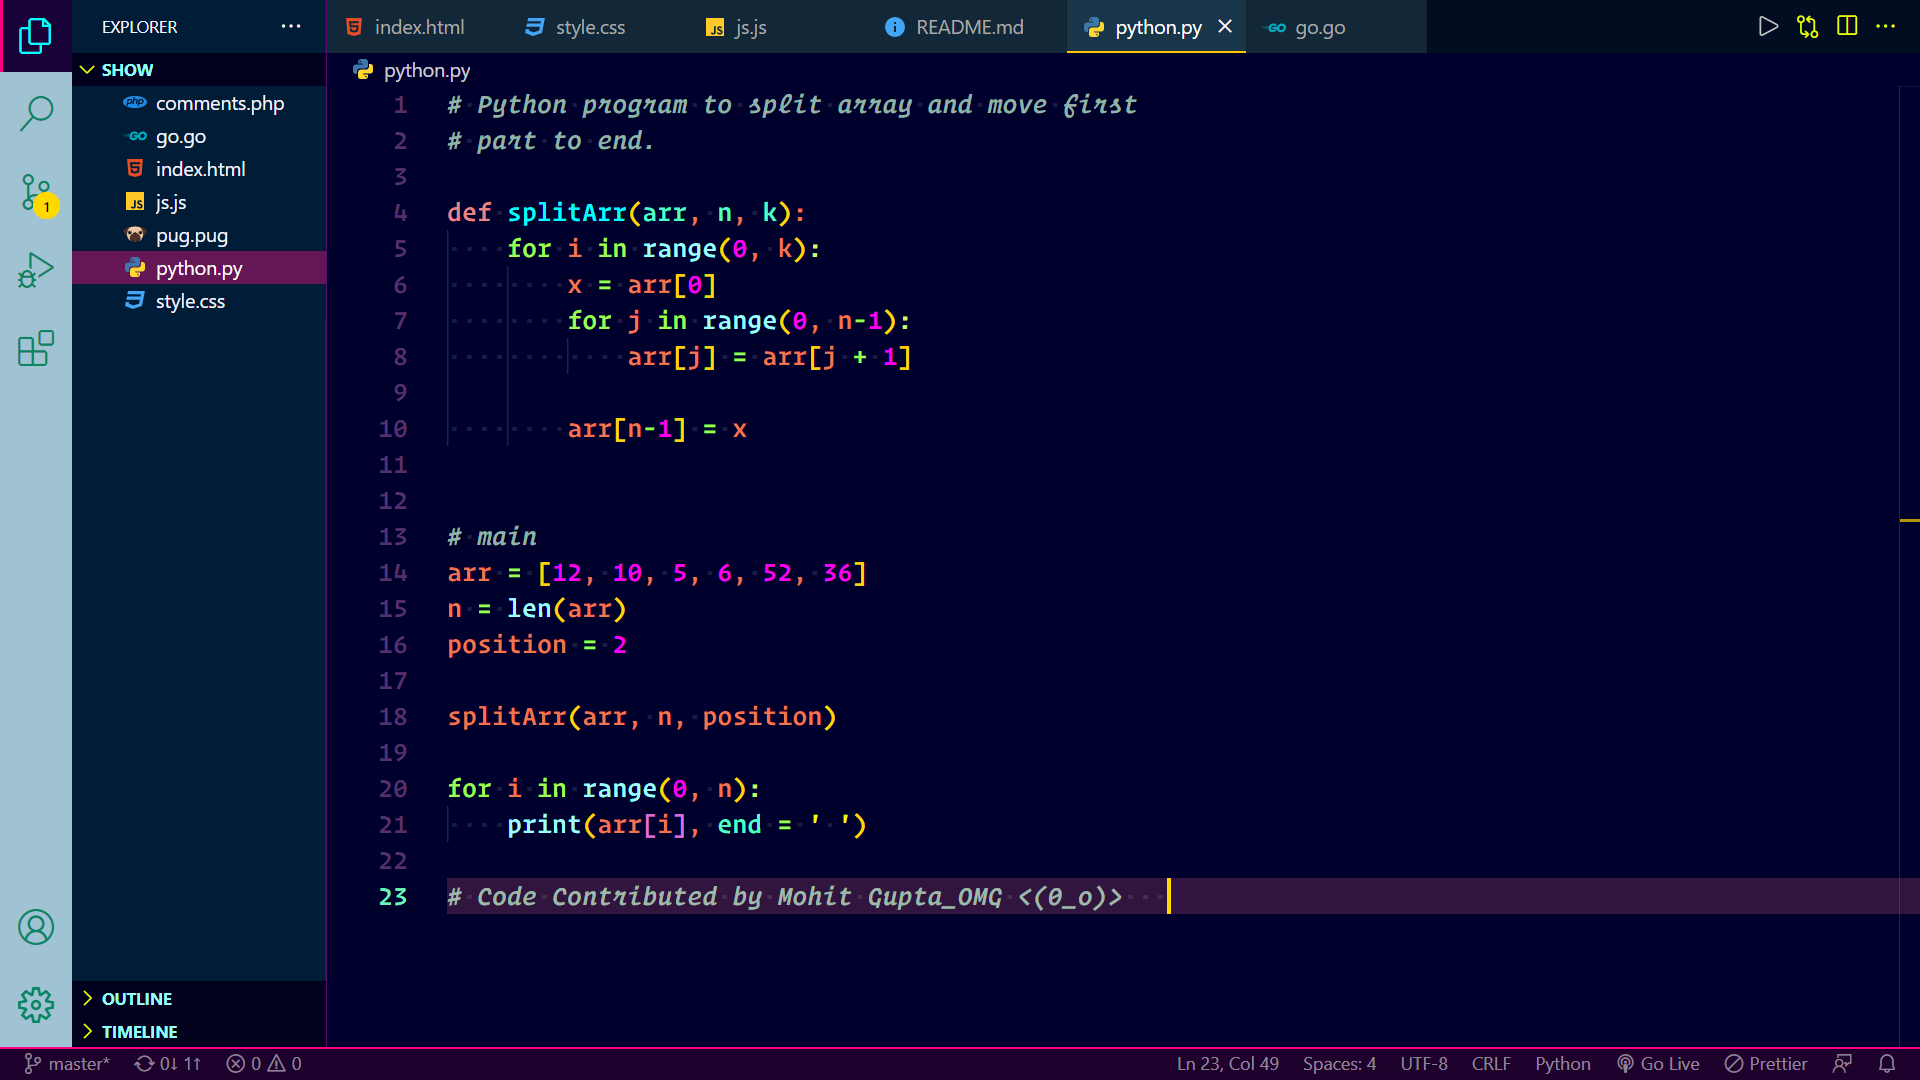 EXPLORER
SHOW
comments.php
go.go
index.html
js.js
pug.pug
python.py
style.css
OUTLINE
TIMELINE
index.html style.css js.js README.md python.py go.go
python.py
1 # Python program to split array and move first
2 # part to end.
3
4 def splitArr(arr, n, k):
5     for i in range(0, k):
6         x = arr[0]
7         for j in range(0, n-1):
8             arr[j] = arr[j + 1]
9
10         arr[n-1] = x
11
12
13 # main
14 arr = [12, 10, 5, 6, 52, 36]
15 n = len(arr)
16 position = 2
17
18 splitArr(arr, n, position)
19
20 for i in range(0, n):
21     print(arr[i], end = ' ')
22
23 # Code Contributed by Mohit Gupta_OMG <(0_o)>
1
master* 0↓ 1↑ 0 0 Ln 23, Col 49 Spaces: 4 UTF-8 CRLF Python Go Live Prettier